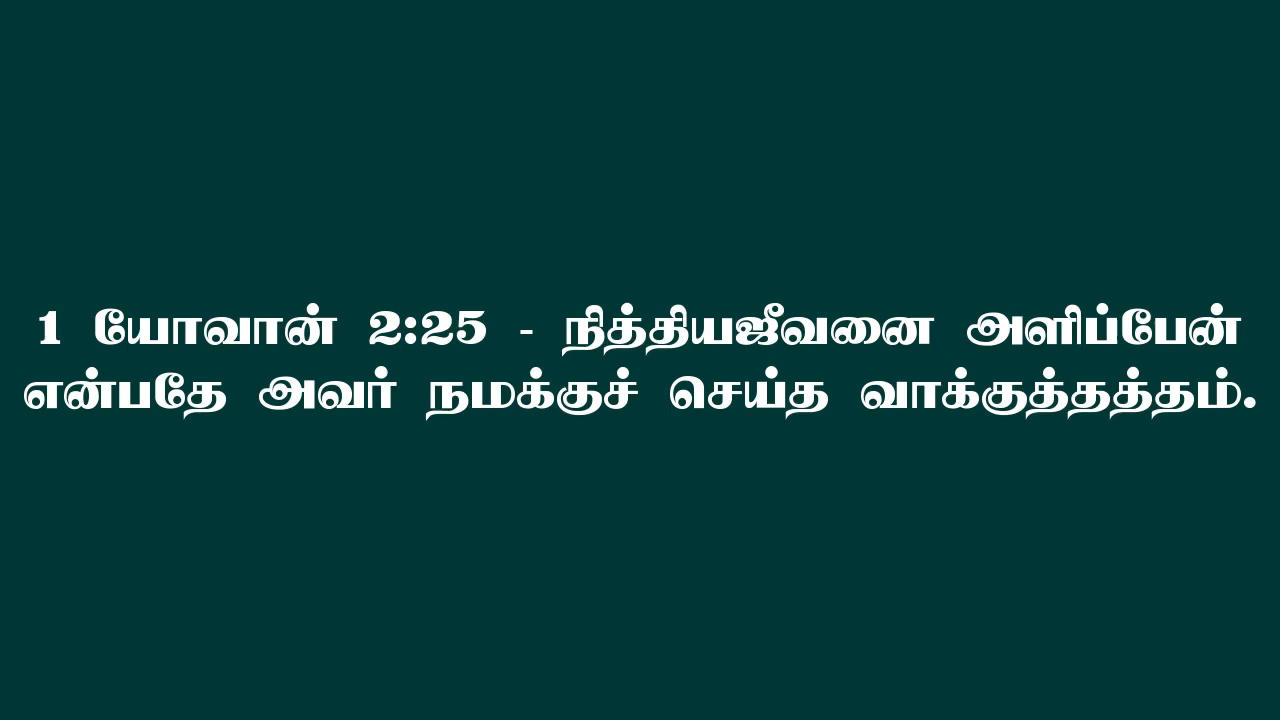 1 யோவான் 2:25 - நித்தியஜீவனை அளிப்பேன்
என்பதே அவர் நமக்குச் செய்த வாக்குத்தத்தம்.